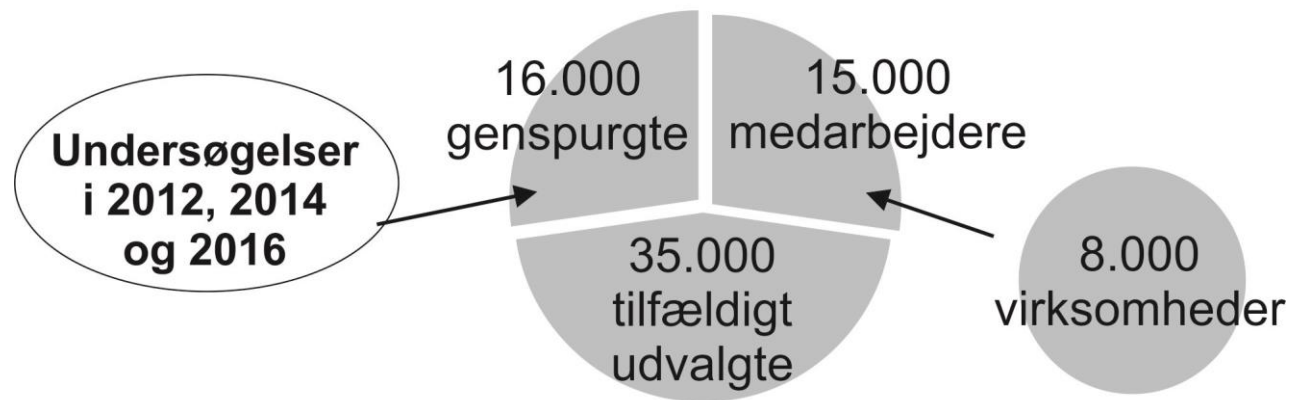 Undersøgelser
i 2012, 2014
og 2016
16.000
genspurgte
15.000
medarbejdere
35.000
tilfældigt
udvalgte
8.000
virksomheder